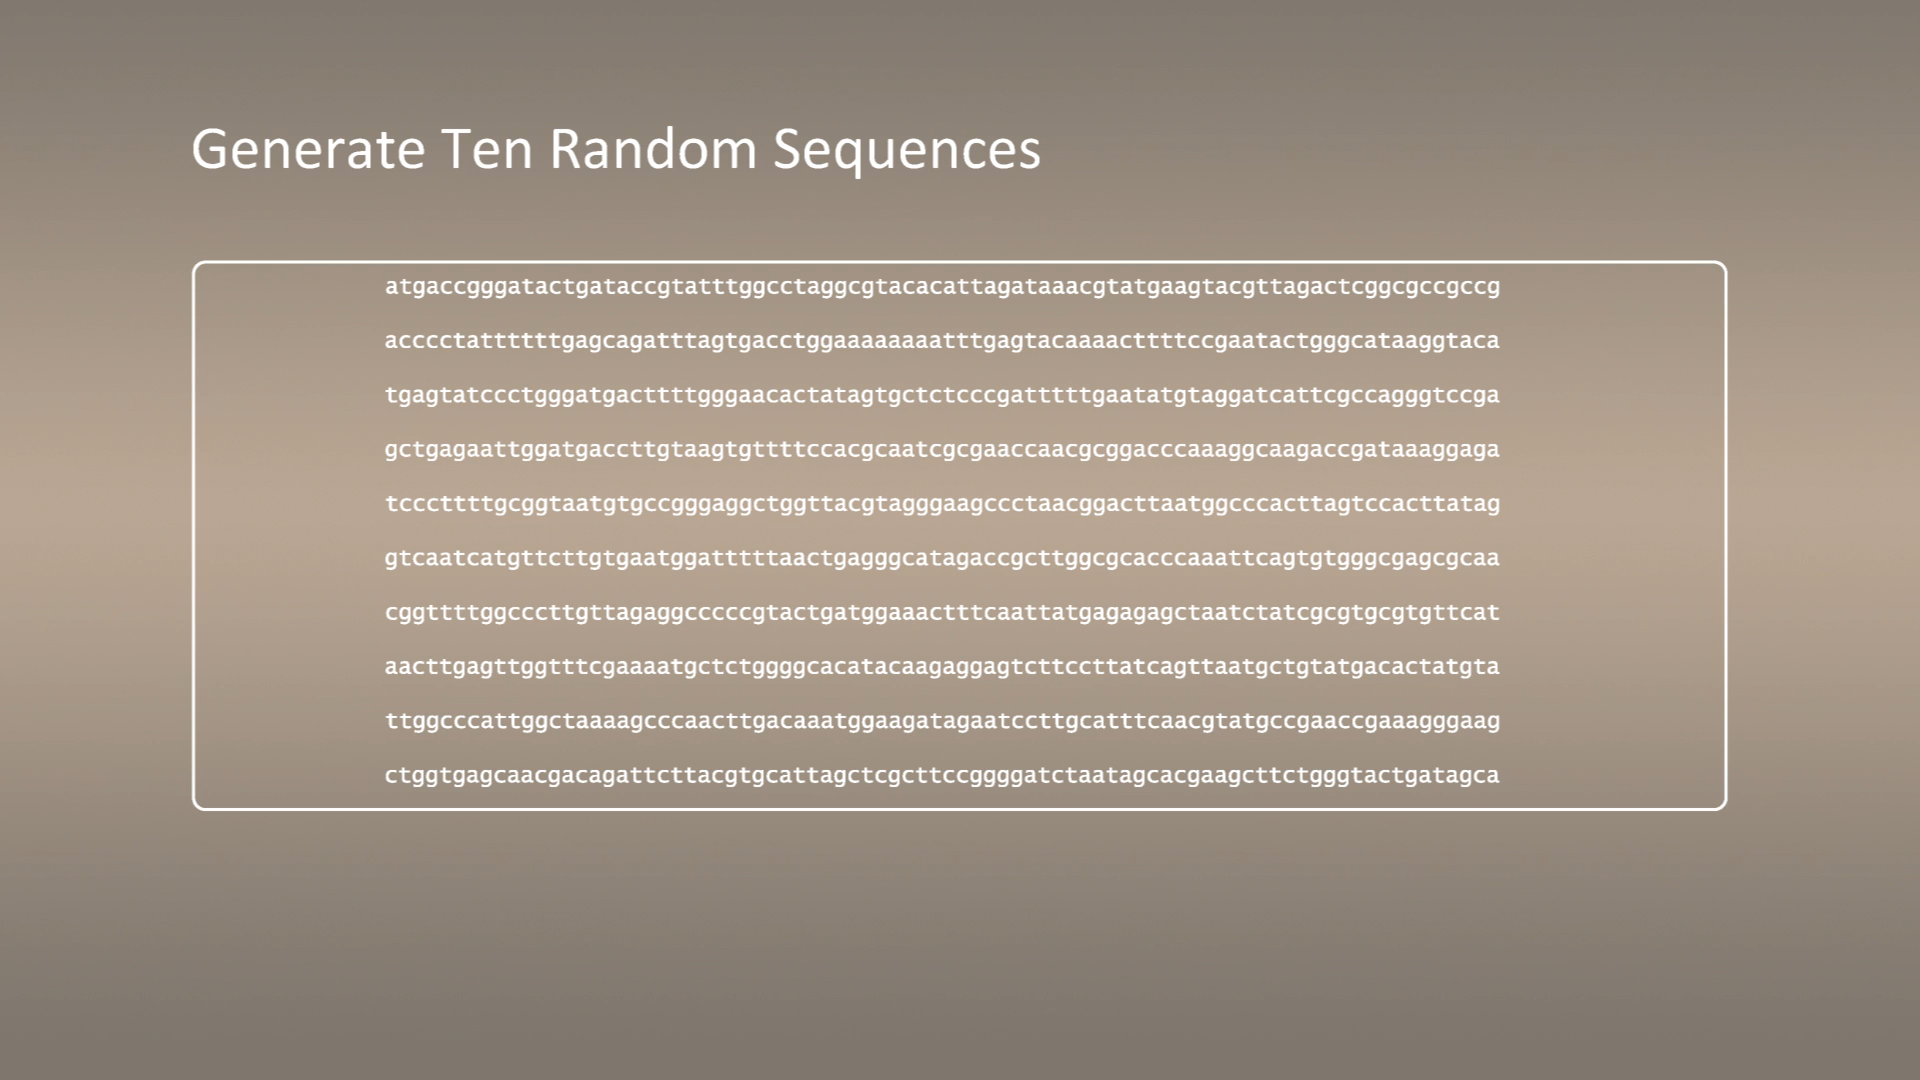 Generate Ten Random Sequences
atgaccgggatactgataccgtatttggcctaggcgtacacattagataaacgtatgaagtacgttagactcggcgccgccg
acccctattttttgagcagatttagtgacctggaaaaaaaatttgagtacaaaacttttccgaatactgggcataaggtaca
tgagtatccctgggatgacttttgggaacactatagtgctctcccgatttttgaatatgtaggatcattcgccagggtccga
gctgagaattggatgaccttgtaagtgttttccacgcaatcgcgaaccaacgcggacccaaaggcaagaccgataaaggaga
tcccttttgcggtaatgtgccgggaggctggttacgtagggaagccctaacggacttaatggcccacttagtccacttatag
gtcaatcatgttcttgtgaatggatttttaactgagggcatagaccgcttggcgcacccaaattcagtgtgggcgagcgcaa
cggttttggcccttgttagaggcccccgtactgatggaaactttcaattatgagagagctaatctatcgcgtgcgtgttcat
aacttgagttggtttcgaaaatgctctggggcacatacaagaggagtcttccttatcagttaatgctgtatgacactatgta
ttggcccattggctaaaagcccaacttgacaaatggaagatagaatccttgcatttcaacgtatgccgaaccgaaagggaag
ctggtgagcaacgacagattcttacgtgcattagctcgcttccggggatctaatagcacgaagcttctgggtactgatagca